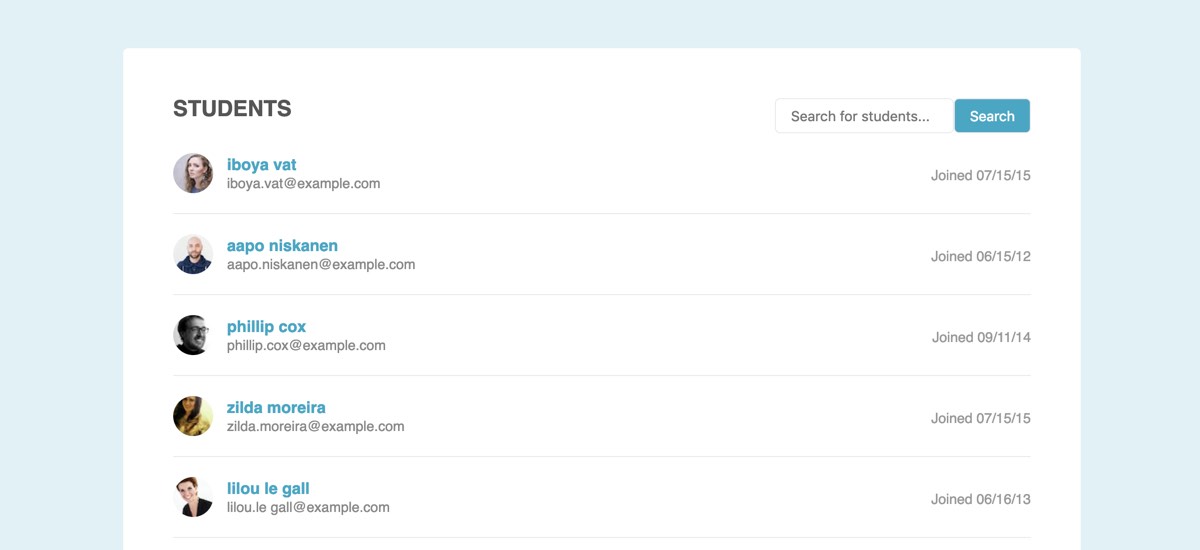 STUDENTS
Search for students... Search
iboya vat
iboya.vat@example.com
Joined 07/15/15
aapo niskanen
aapo.niskanen@example.com
Joined 06/15/12
phillip cox
phillip.cox@example.com
Joined 09/11/14
zilda moreira
zilda.moreira@example.com
Joined 07/15/15
lilou le gall
lilou.le gall@example.com
Joined 06/16/13